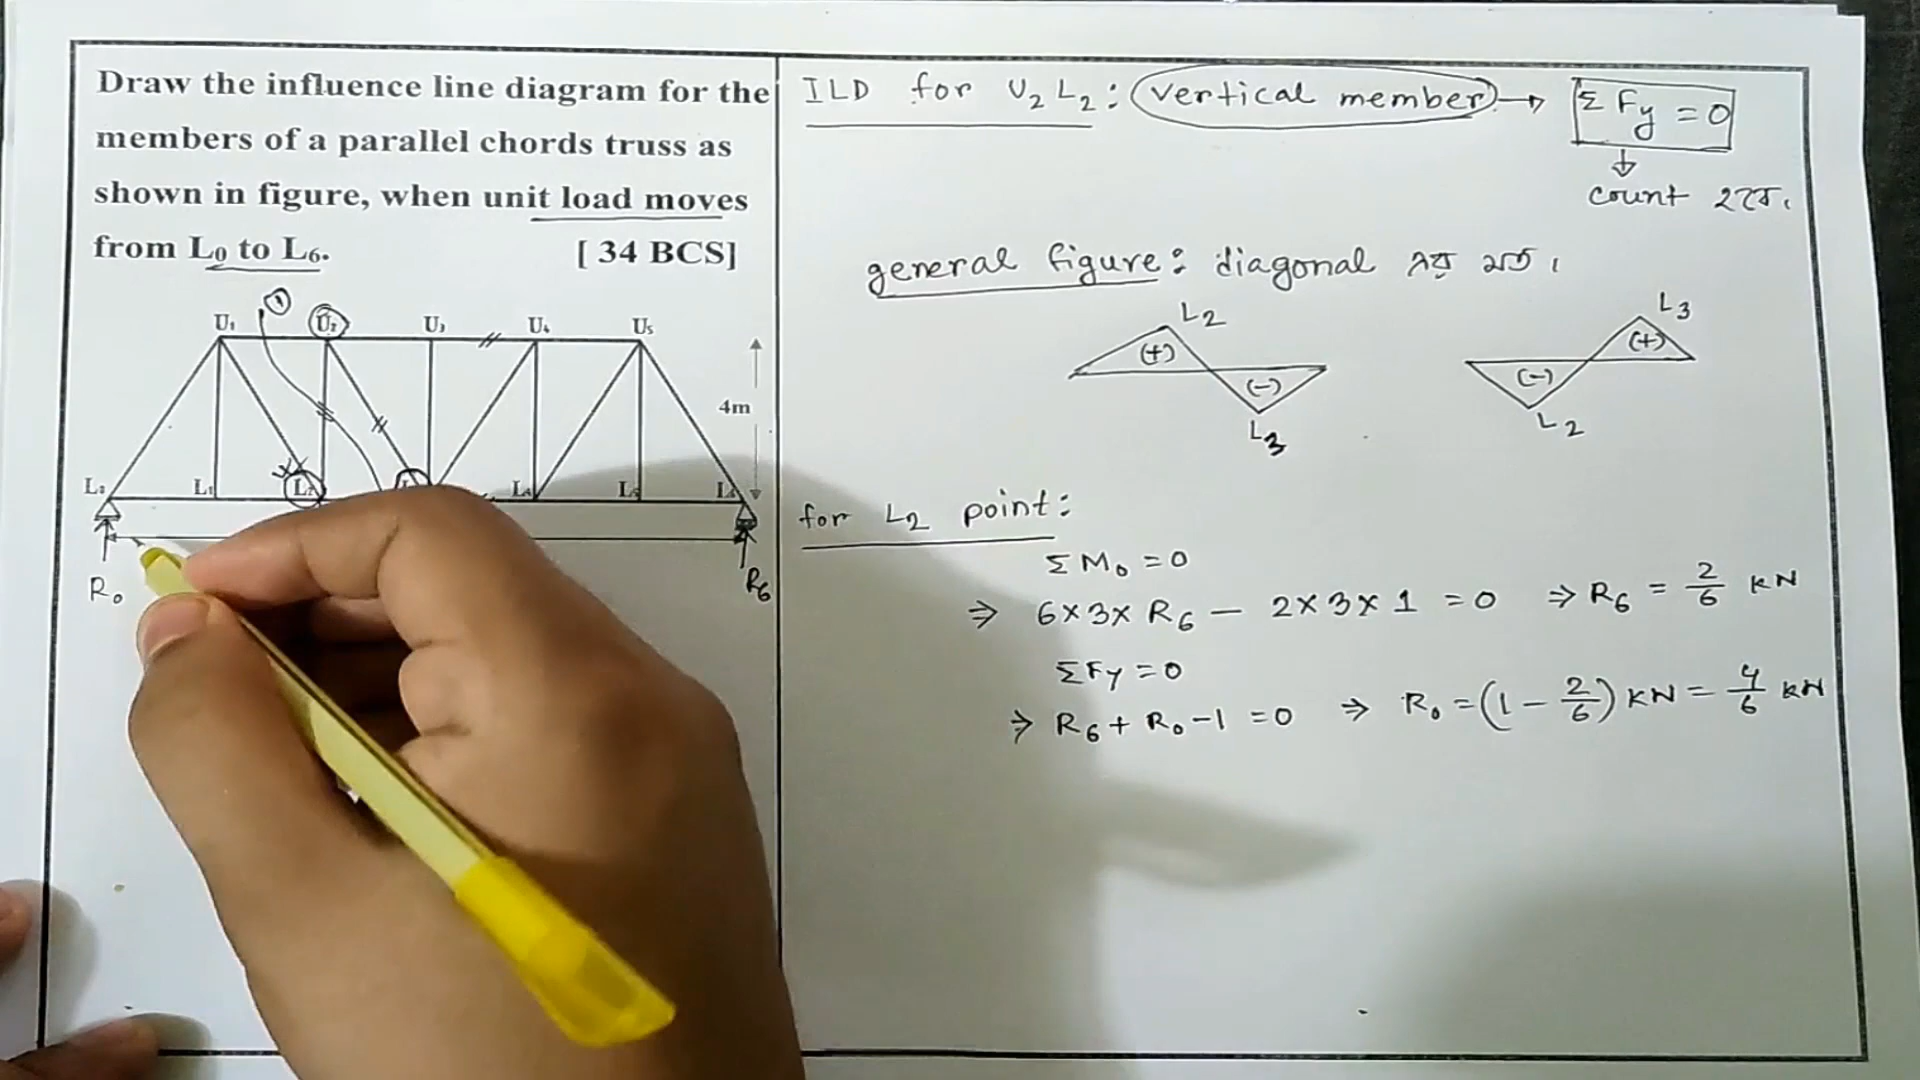 Draw the influence line diagram for the
members of a parallel chords truss as
shown in figure, when unit load moves
from L₀ to L₆. [ 34 BCS]
①
U₁ U₂ U₃ U₄ U₅
4m
L₀ L₁ L₂ L₄ L₅ L₆
R₀ R₆
ILD for U₂L₂: (vertical member) → Σ Fy = 0
↓
count হবে।
general figure: diagonal এর মত।
L₂ L₃
(+) (-) (-) (+)
L₃ L₂
for L₂ point:
Σ M₀ = 0
⇒ 6×3× R₆ − 2×3×1 = 0 ⇒ R₆ = 2/6 kN
ΣFy = 0
⇒ R₆ + R₀ -1 = 0 ⇒ R₀ = (1 − 2/6) kN = 4/6 kN